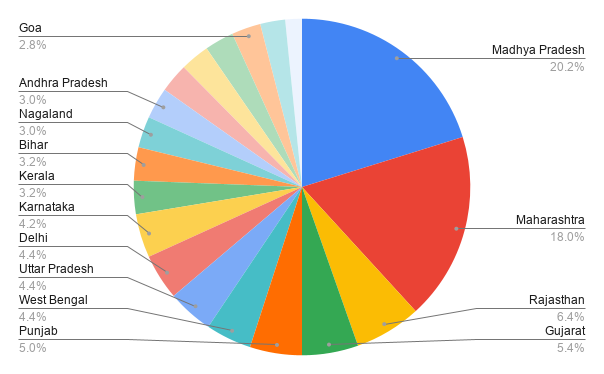 Goa
2.8%
Madhya Pradesh
20.2%
Andhra Pradesh
3.0%
Nagaland
3.0%
Bihar
3.2%
Kerala
3.2%
Karnataka
4.2%
Delhi
4.4%
Uttar Pradesh
4.4%
West Bengal
4.4%
Punjab
5.0%
Maharashtra
18.0%
Rajasthan
6.4%
Gujarat
5.4%